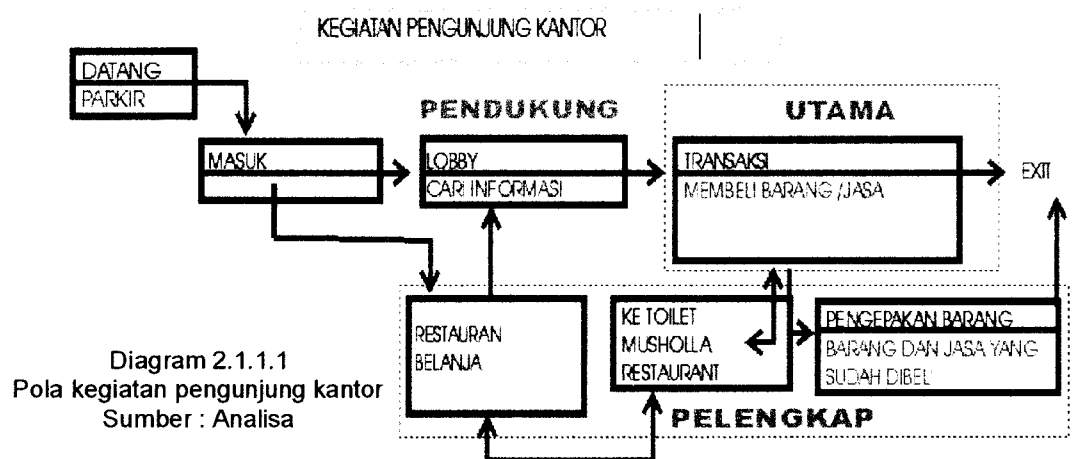 KEGIATAN PENGUNJUNG KANTOR
DATANG
PARKIR
PENDUKUNG
UTAMA
MASUK
LOBBY
CARI INFORMASI
TRANSAKSI
MEMBELI BARANG /JASA
EXIT
RESTAURAN
BELANJA
KE TOILET
MUSHOLLA
RESTAURANT
PENGEPAKAN BARANG
BARANG DAN JASA YANG
SUDAH DIBELI
PELENGKAP
Diagram 2.1.1.1
Pola kegiatan pengunjung kantor
Sumber : Analisa